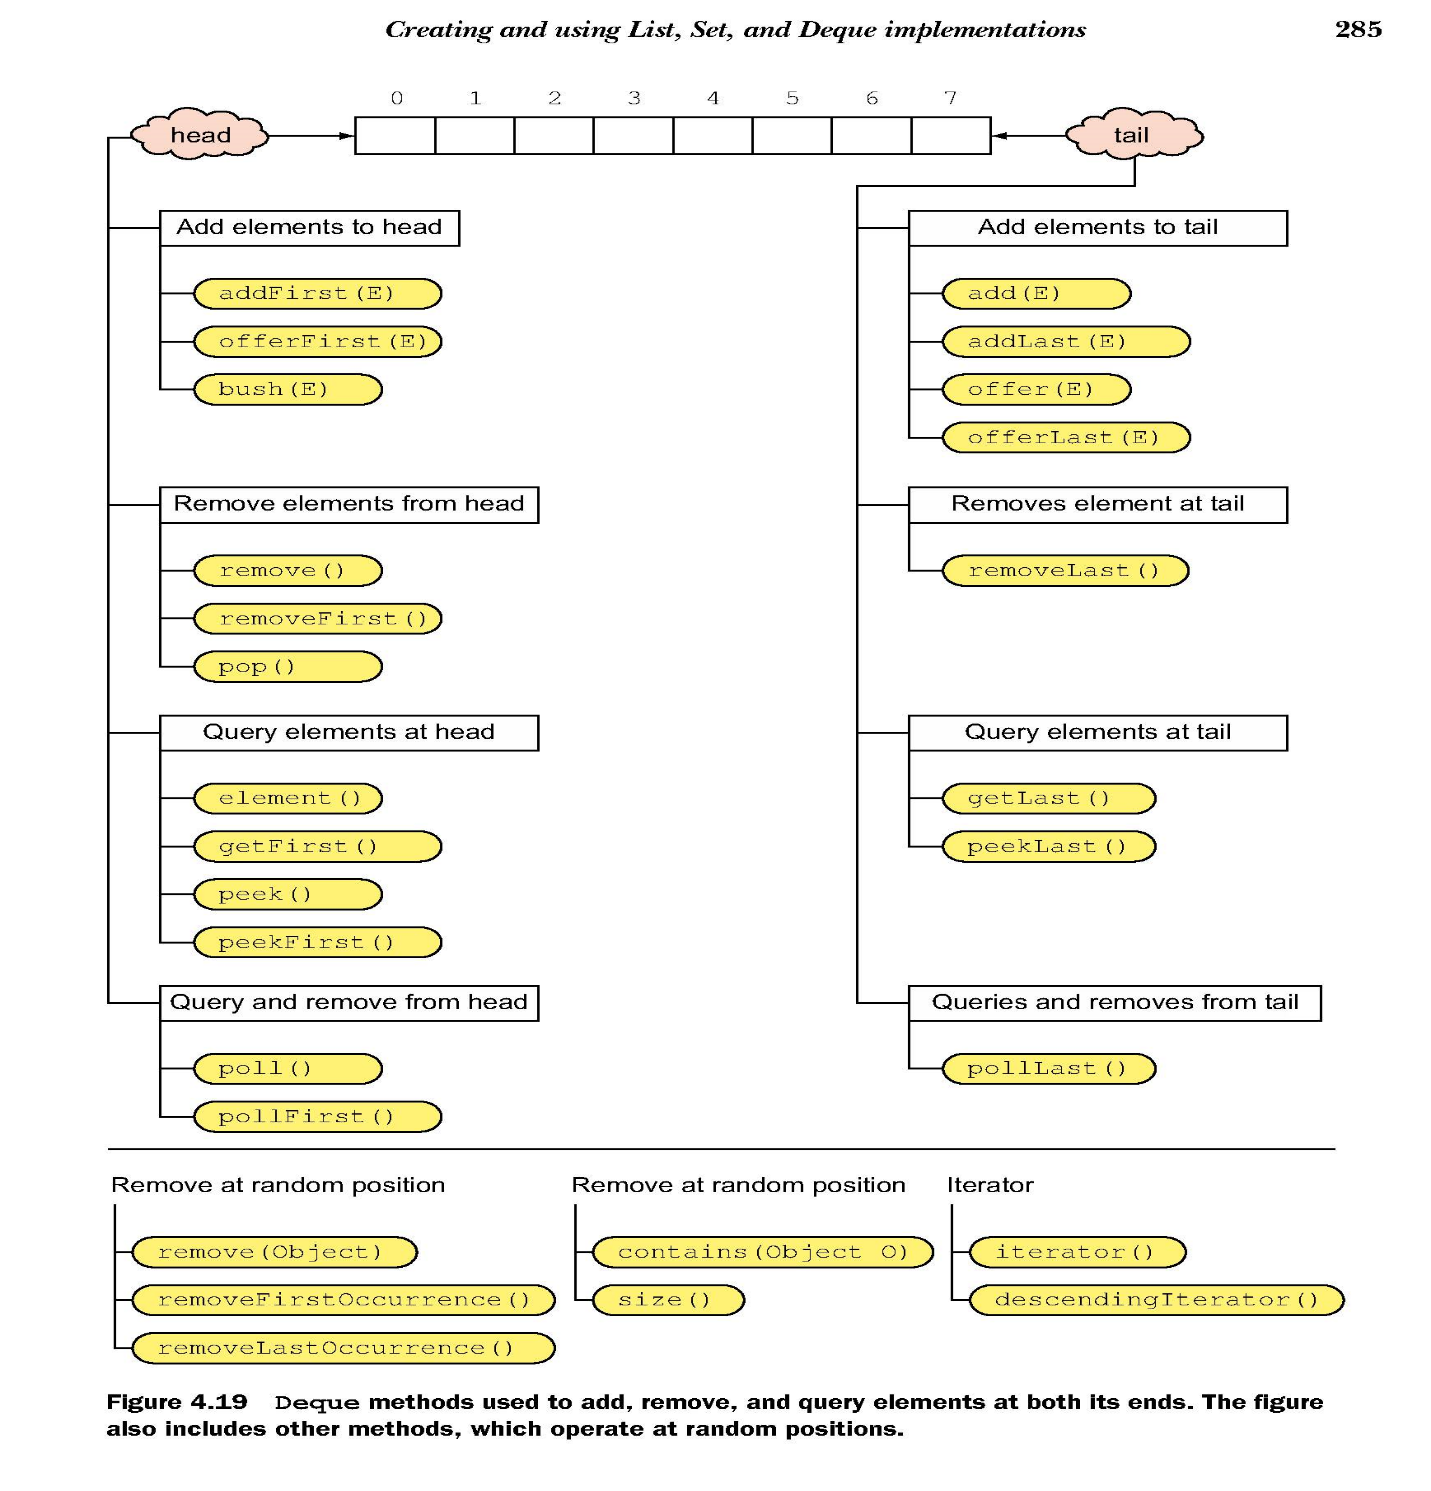 Creating and using List, Set, and Deque implementations 285
0 1 2 3 4 5 6 7
head
tail
Add elements to head
addFirst(E)
offerFirst(E)
bush(E)
Remove elements from head
remove()
removeFirst()
pop()
Query elements at head
element()
getFirst()
peek()
peekFirst()
Query and remove from head
poll()
pollFirst()
Add elements to tail
add(E)
addLast(E)
offer(E)
offerLast(E)
Removes element at tail
removeLast()
Query elements at tail
getLast()
peekLast()
Queries and removes from tail
pollLast()
Remove at random position
remove(Object)
removeFirstOccurrence()
removeLastOccurrence()
Remove at random position
contains(Object O)
size()
Iterator
iterator()
descendingIterator()
Figure 4.19 Deque methods used to add, remove, and query elements at both its ends. The figure
also includes other methods, which operate at random positions.